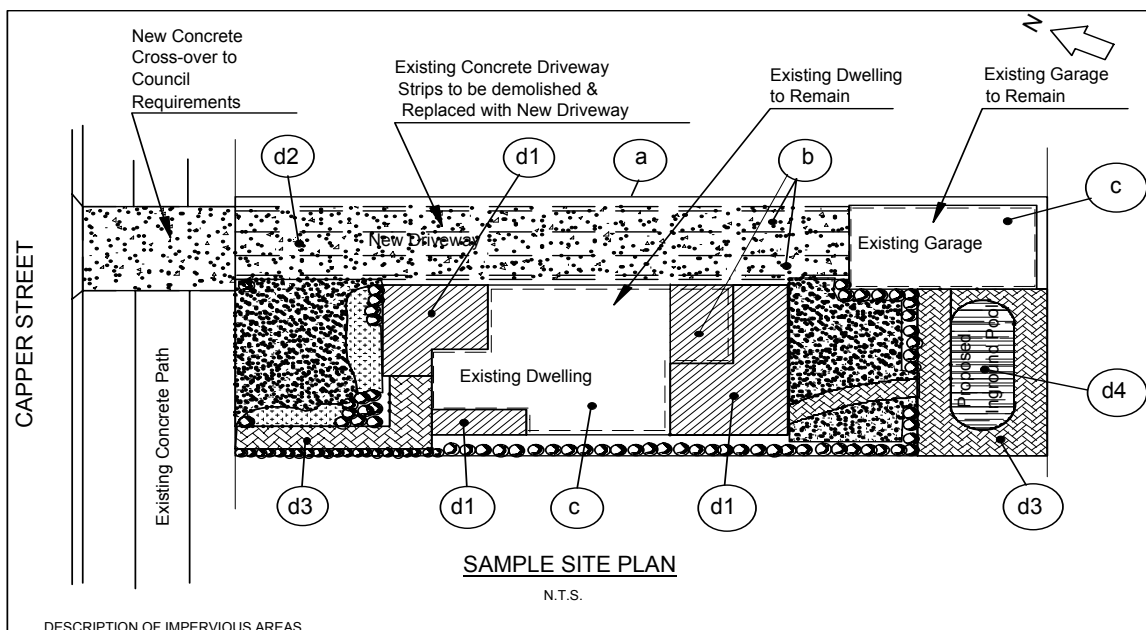 N
New Concrete
Cross-over to
Council
Requirements
Existing Concrete Driveway
Strips to be demolished &
Replaced with New Driveway
Existing Dwelling
to Remain
Existing Garage
to Remain
d2
d1
a
b
c
New Driveway
Existing Garage
CAPPER STREET
Existing Concrete Path
Existing Dwelling
Proposed
Inground Pool
d4
d3
d1
c
d1
d3
SAMPLE SITE PLAN
N.T.S.
DESCRIPTION OF IMPERVIOUS AREAS